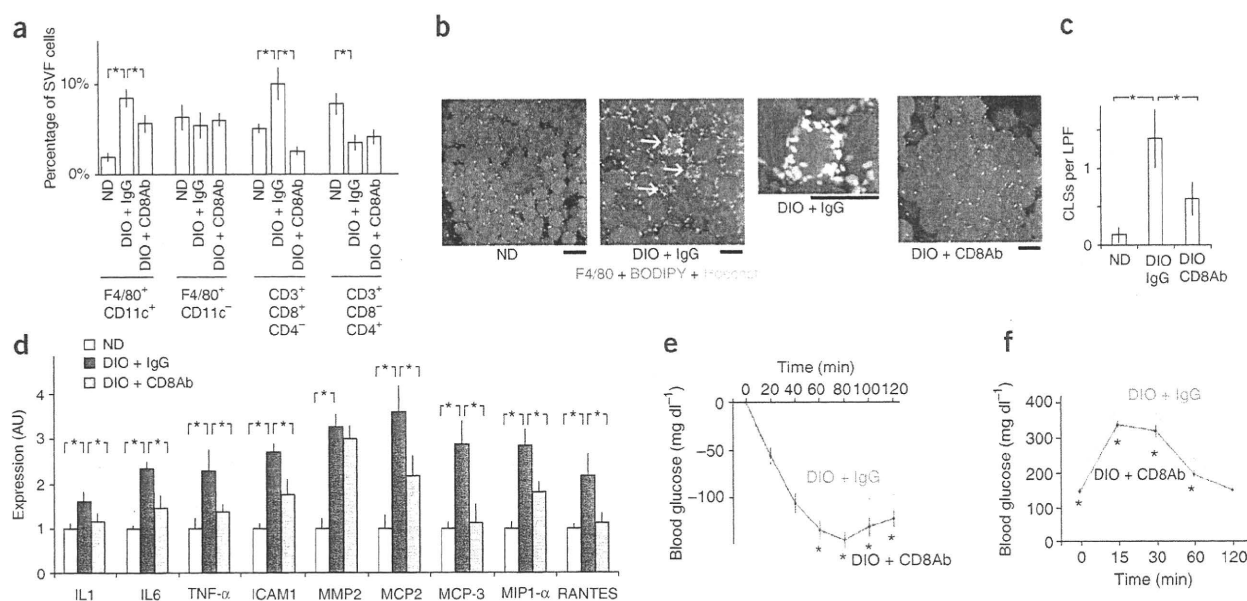 a
Percentage of SVF cells
10%
0%
ND
DIO + IgG
DIO + CD8Ab
ND
DIO + IgG
DIO + CD8Ab
ND
DIO + IgG
DIO + CD8Ab
ND
DIO + IgG
DIO + CD8Ab
F4/80⁺
CD11c⁺
F4/80⁺
CD11c⁻
CD3⁺
CD8⁺
CD4⁻
CD3⁺
CD8⁻
CD4⁺
* * * * *
b
ND
DIO + IgG
DIO + IgG
DIO + CD8Ab
F4/80 + BODIPY +
c
CLSs per LPF
1
0
* *
ND
DIO
IgG
DIO
CD8Ab
d
ND
DIO + IgG
DIO + CD8Ab
Expression (AU)
4
3
2
1
0
* * * * * * * * * * * * * * * * *
IL1 IL6 TNF-α ICAM1 MMP2 MCP2 MCP-3 MIP1-α RANTES
e
Time (min)
0 20 40 60 80 100 120
Blood glucose (mg dl⁻¹)
0
−50
−100
DIO + IgG
* * * *
DIO + CD8Ab
f
Blood glucose (mg dl⁻¹)
400
300
200
100
0
DIO + IgG
DIO + CD8Ab
* * * *
0 15 30 60 120
Time (min)